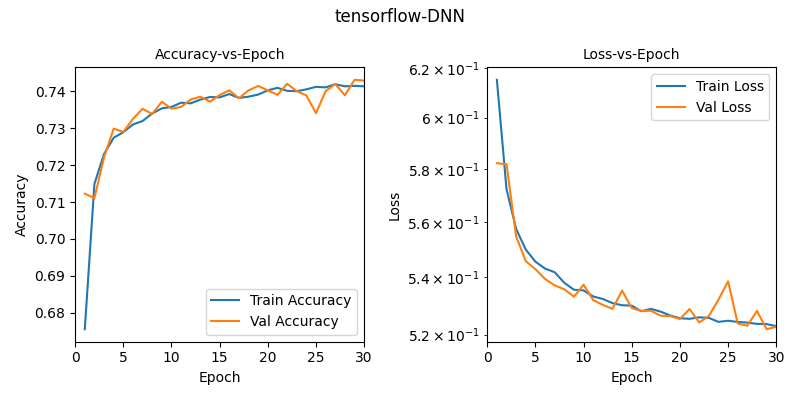 tensorflow-DNN
Accuracy-vs-Epoch
Accuracy
0.74
0.73
0.72
0.71
0.70
0.69
0.68
0 5 10 15 20 25 30
Epoch
Train Accuracy
Val Accuracy
Loss-vs-Epoch
Loss
6.2 × 10⁻¹
6 × 10⁻¹
5.8 × 10⁻¹
5.6 × 10⁻¹
5.4 × 10⁻¹
5.2 × 10⁻¹
0 5 10 15 20 25 30
Epoch
Train Loss
Val Loss